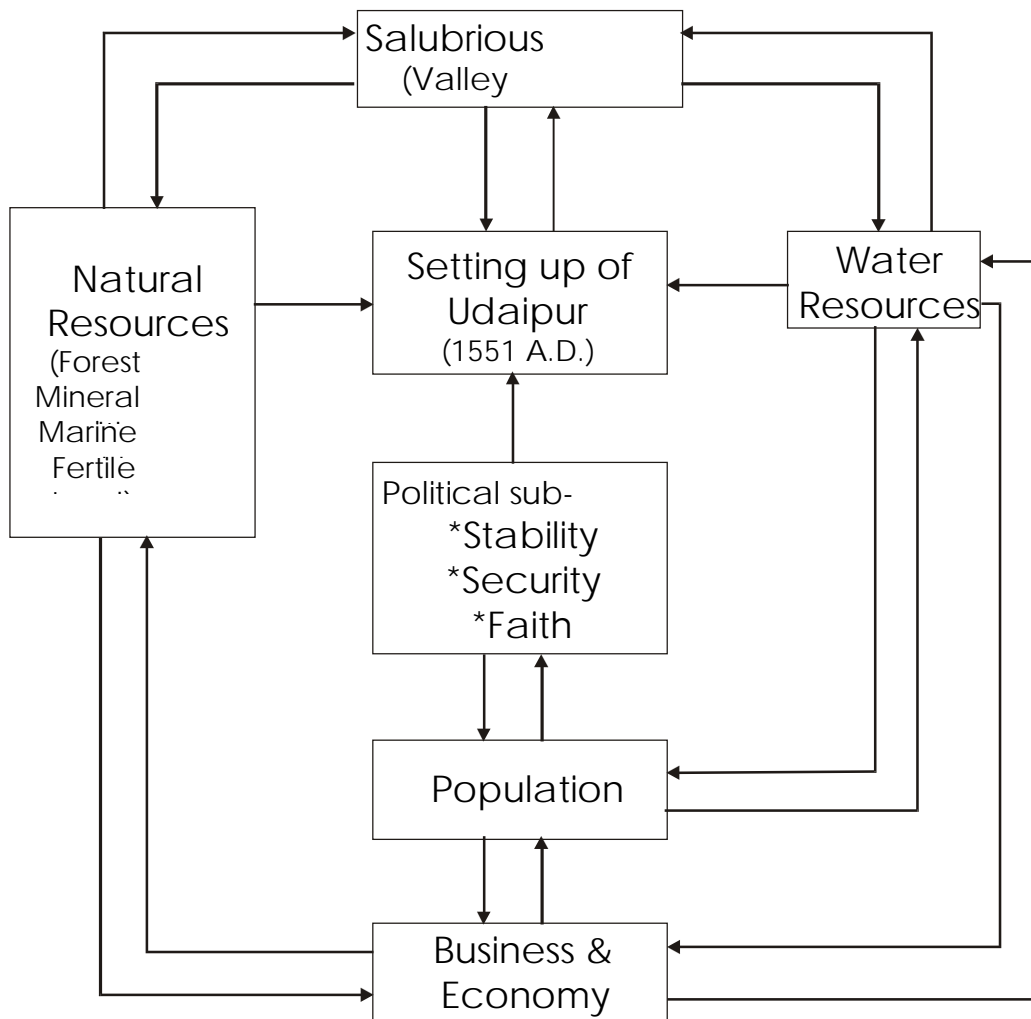 Salubrious
(Valley
Natural
Resources
(Forest
Mineral
Marine
Fertile
Setting up of
Udaipur
(1551 A.D.)
Water
Resources
Political sub-
*Stability
*Security
*Faith
Population
Business &
Economy